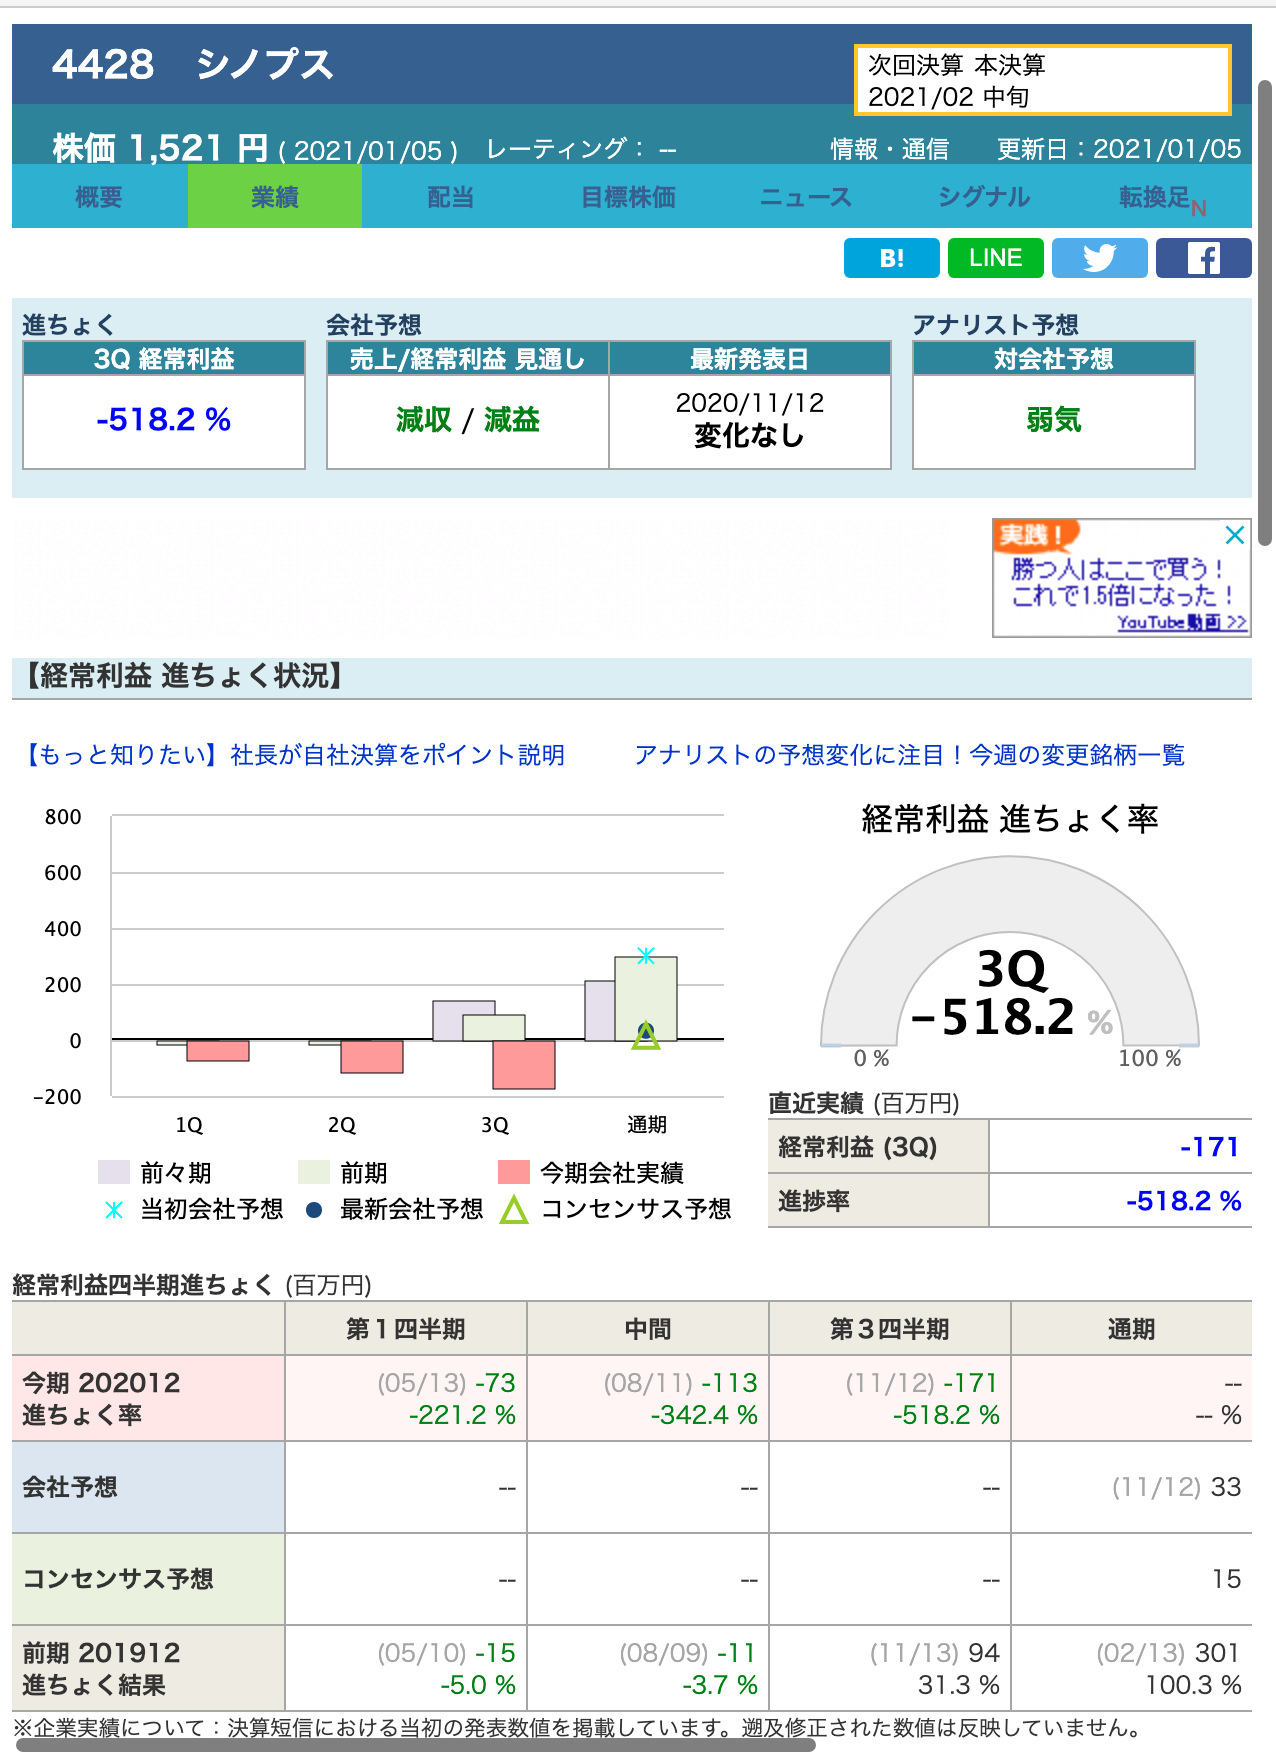 4428　シノプス
次回決算 本決算
2021/02 中旬
株価 1,521 円 ( 2021/01/05 )　レーティング： --　情報・通信　更新日：2021/01/05
概要　業績　配当　目標株価　ニュース　シグナル　転換足N
B!　LINE
進ちょく　会社予想　アナリスト予想
3Q 経常利益　売上/経常利益 見通し　最新発表日　対会社予想
-518.2 %　減収 / 減益　2020/11/12　弱気
変化なし
実践！
勝つ人はここで買う！
これで1.5倍になった！
YouTube動画 >>
【経常利益 進ちょく状況】
【もっと知りたい】社長が自社決算をポイント説明　アナリストの予想変化に注目！今週の変更銘柄一覧
800
600
400
200
0
-200
1Q　2Q　3Q　通期
前々期　前期　今期会社実績
当初会社予想　最新会社予想　コンセンサス予想
経常利益 進ちょく率
3Q
-518.2 %
0 %　100 %
直近実績 (百万円)
経常利益 (3Q)　-171
進捗率　-518.2 %
経常利益四半期進ちょく (百万円)
第１四半期　中間　第３四半期　通期
今期 202012　(05/13) -73　(08/11) -113　(11/12) -171　--
進ちょく率　-221.2 %　-342.4 %　-518.2 %　-- %
会社予想　--　--　--　(11/12) 33
コンセンサス予想　--　--　--　15
前期 201912　(05/10) -15　(08/09) -11　(11/13) 94　(02/13) 301
進ちょく結果　-5.0 %　-3.7 %　31.3 %　100.3 %
※企業実績について：決算短信における当初の発表数値を掲載しています。遡及修正された数値は反映していません。